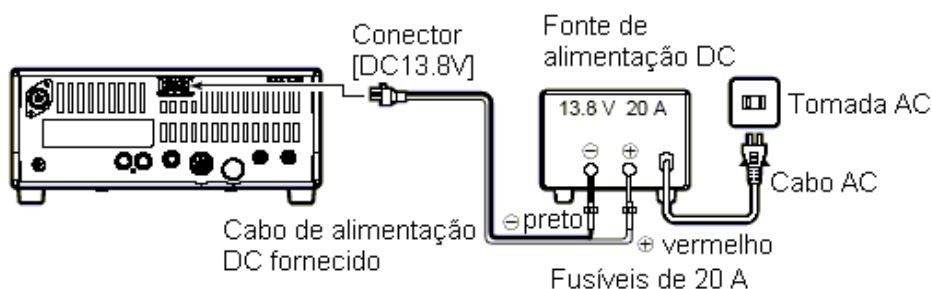 Conector
[DC13.8V]
Fonte de
alimentação DC
13.8 V 20 A
⊖ ⊕
Tomada AC
Cabo AC
⊖ preto
⊕ vermelho
Cabo de alimentação
DC fornecido
Fusíveis de 20 A